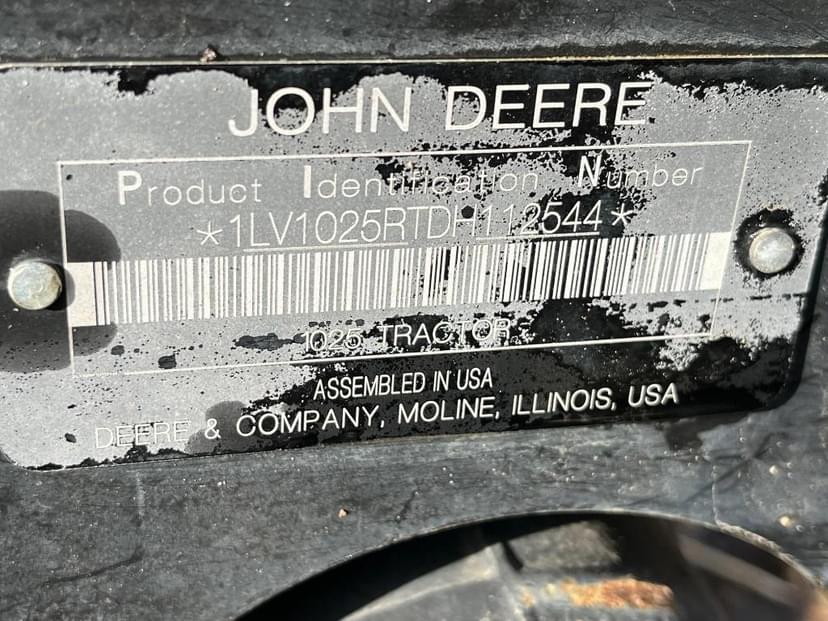 JOHN DEERE
Product Identification Number
*1LV1025RTDH112544*
1025 TRACTOR
ASSEMBLED IN USA
DEERE & COMPANY, MOLINE, ILLINOIS, USA